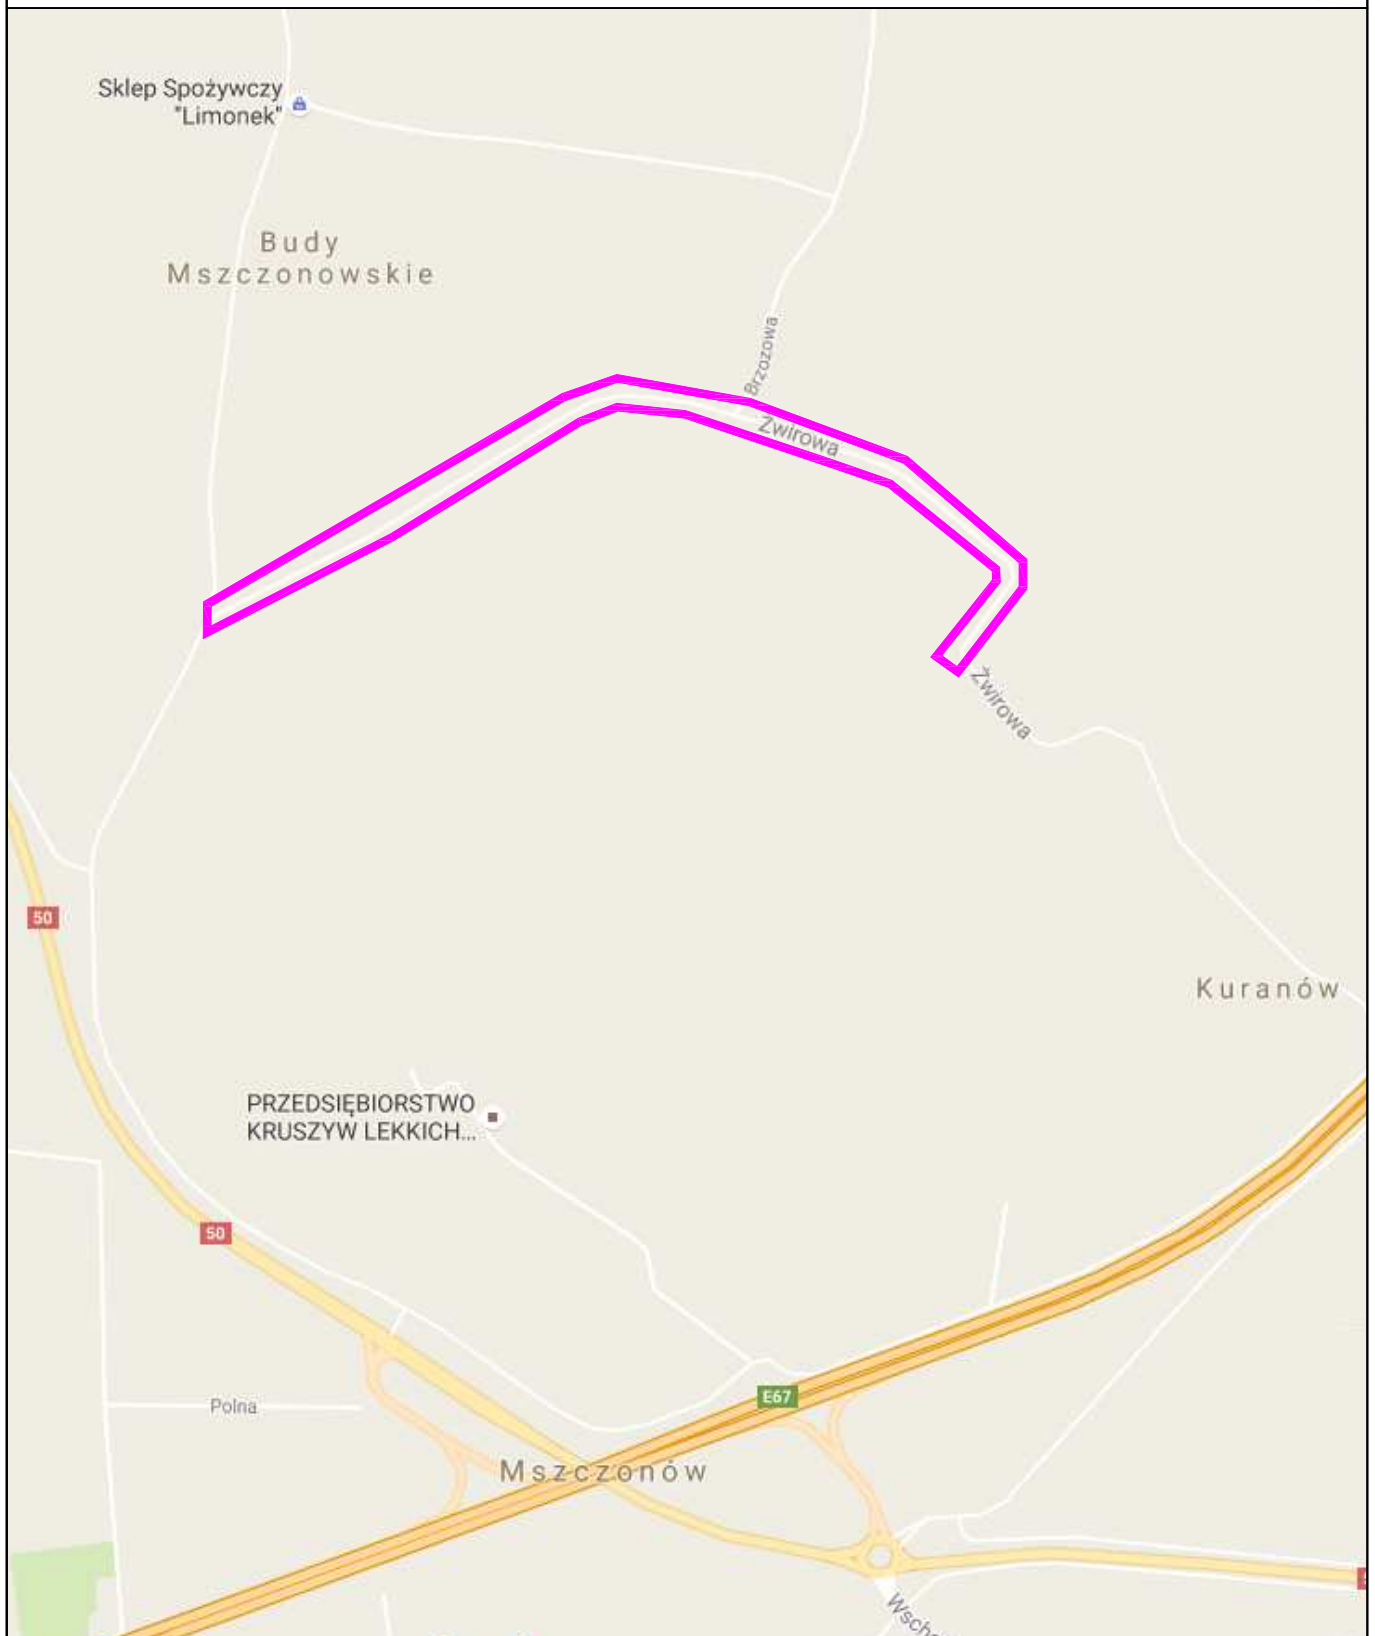 Sklep Spożywczy
"Limonek"
Budy
Mszczonowskie
Brzozowa
Żwirowa
Żwirowa
50
Kuranów
PRZEDSIĘBIORSTWO
KRUSZYW LEKKICH...
50
E67
Polna
Mszczonów